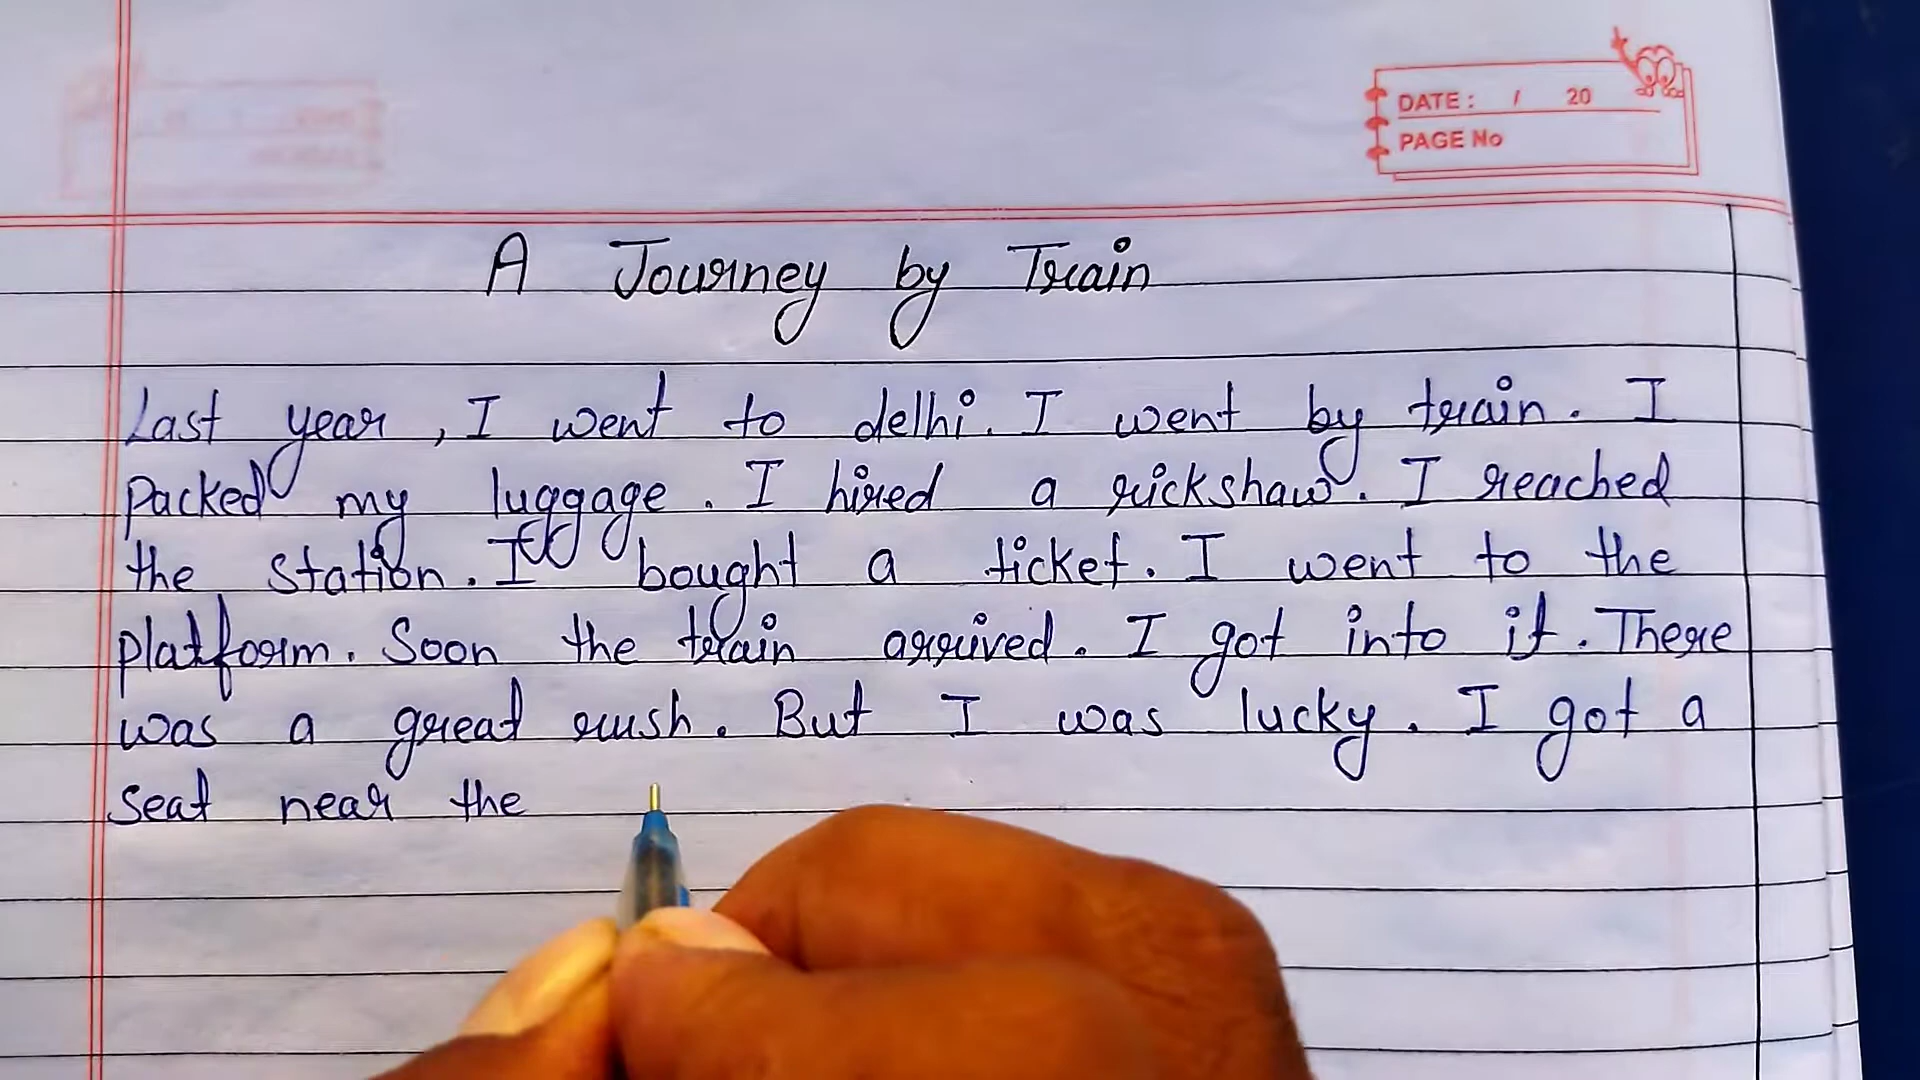 DATE: / 20
PAGE No
A Journey by Train
Last year, I went to delhi. I went by train. I
Packed my luggage. I hired a rickshaw. I reached
the station. I bought a ticket. I went to the
platform. Soon the train arrived. I got into it. There
was a great rush. But I was lucky. I got a
seat near the